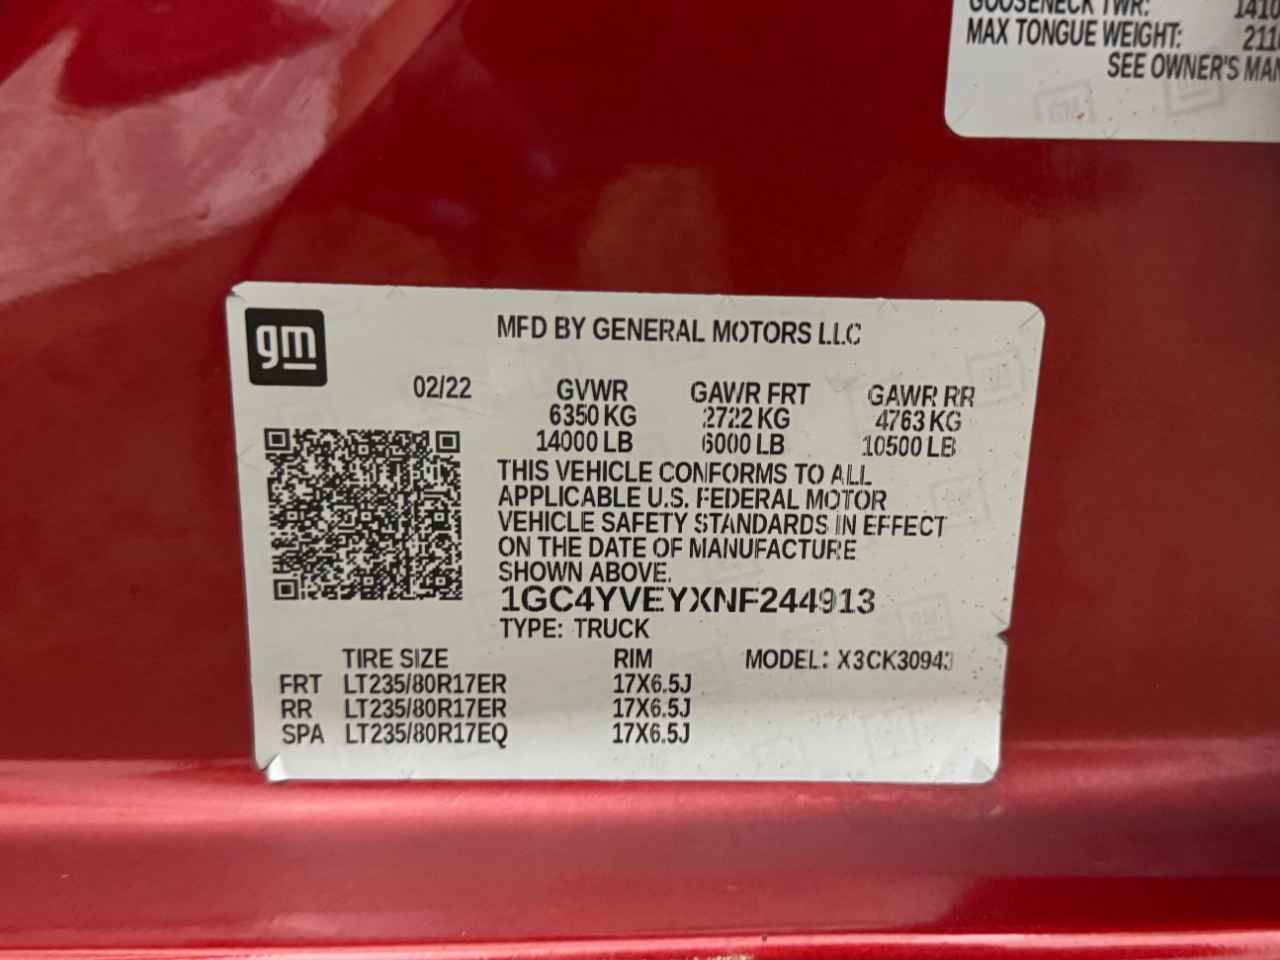 GOOSENECK TWR: 1410
MAX TONGUE WEIGHT: 211
SEE OWNER'S MAN
gm
MFD BY GENERAL MOTORS LLC
02/22 GVWR GAWR FRT GAWR RR
6350 KG 2722 KG 4763 KG
14000 LB 6000 LB 10500 LB
THIS VEHICLE CONFORMS TO ALL
APPLICABLE U.S. FEDERAL MOTOR
VEHICLE SAFETY STANDARDS IN EFFECT
ON THE DATE OF MANUFACTURE
SHOWN ABOVE.
1GC4YVEYXNF244913
TYPE: TRUCK
TIRE SIZE RIM MODEL: X3CK30943
FRT LT235/80R17ER 17X6.5J
RR LT235/80R17ER 17X6.5J
SPA LT235/80R17EQ 17X6.5J